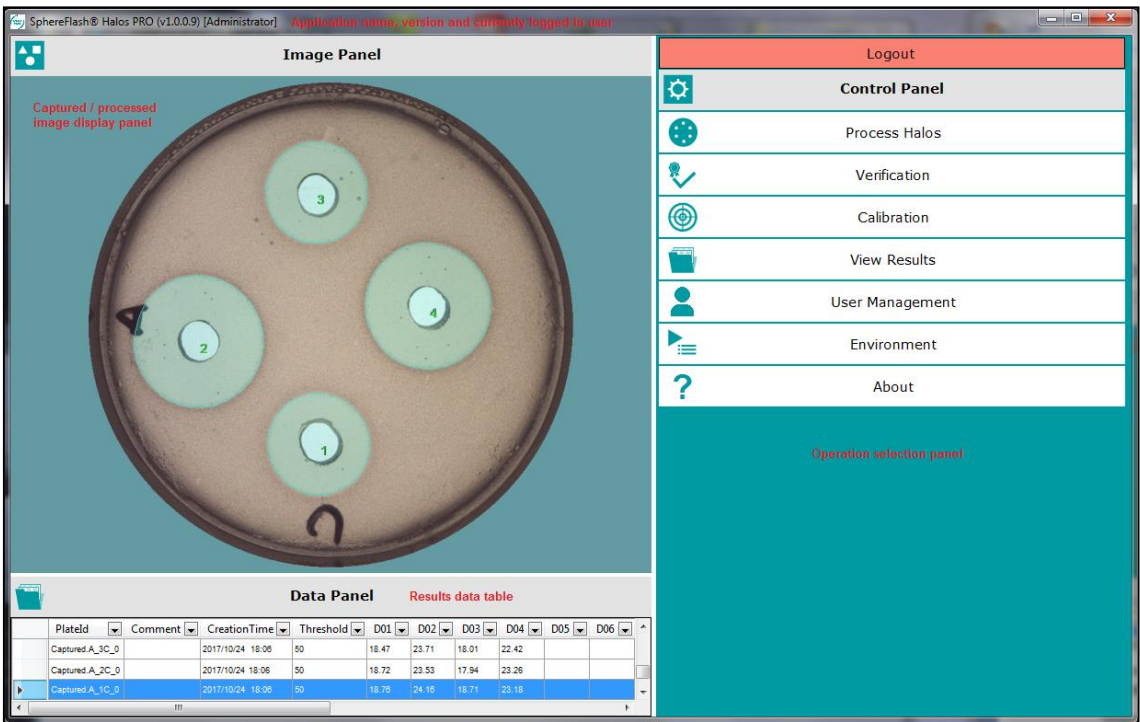 SphereFlash® Halos PRO (v1.0.0.9) [Administrator] Application name, version and currently logged in user
Image Panel
Captured / processed
image display panel
3
4
2
1
A
C
Logout
Control Panel
Process Halos
Verification
Calibration
View Results
User Management
Environment
? About
Operation selection panel
Data Panel Results data table
PlateId Comment CreationTime Threshold D01 D02 D03 D04 D05 D06
Captured.A_3C_0 2017/10/24 18:06 50 18.47 23.71 18.01 22.42
Captured.A_2C_0 2017/10/24 18:06 50 18.72 23.53 17.94 23.26
Captured.A_1C_0 2017/10/24 18:06 50 18.76 24.16 18.71 23.18